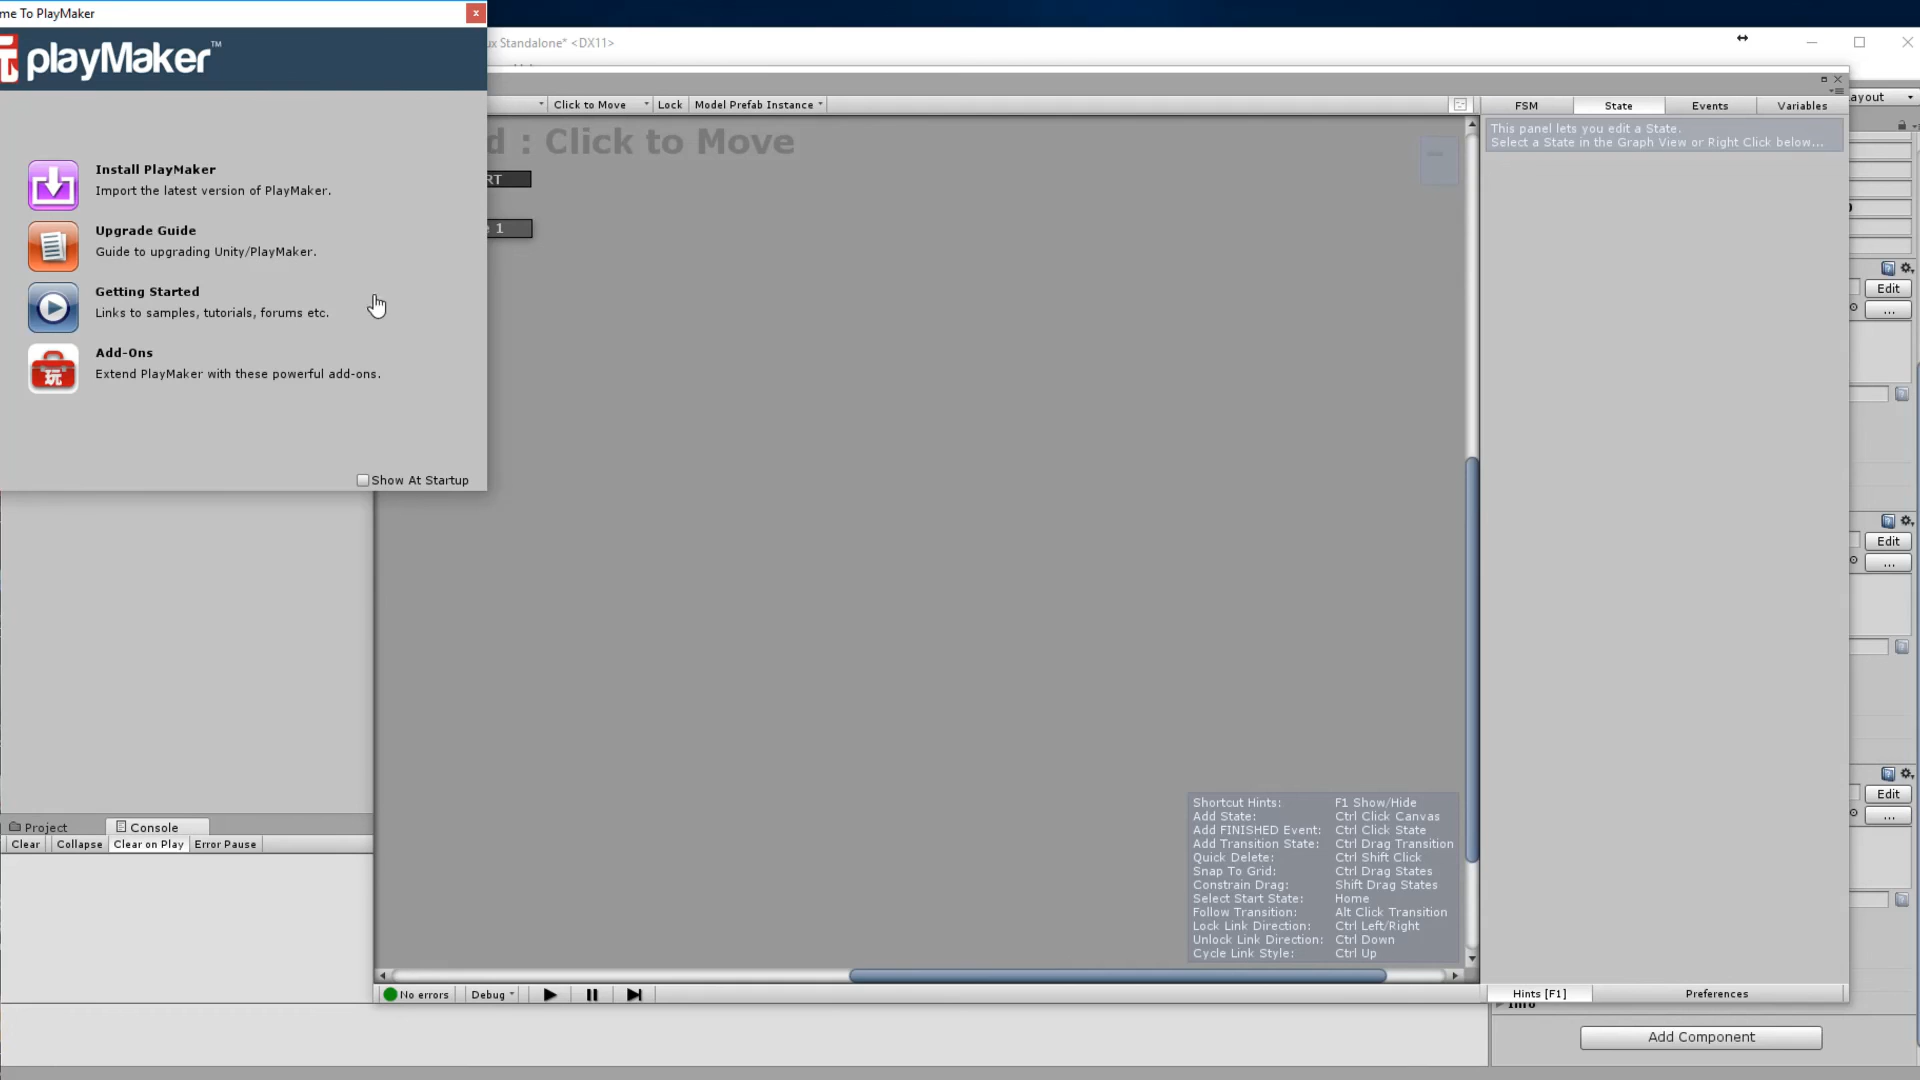 me To PlayMaker
x
玩 playMaker™
ux Standalone* <DX11>
Click to Move
Lock
Model Prefab Instance
ayout
FSM
State
Events
Variables
This panel lets you edit a State.
Select a State in the Graph View or Right Click below...
d : Click to Move
RT
e 1
Install PlayMaker
Import the latest version of PlayMaker.
Upgrade Guide
Guide to upgrading Unity/PlayMaker.
Getting Started
Links to samples, tutorials, forums etc.
Add-Ons
Extend PlayMaker with these powerful add-ons.
玩
Show At Startup
Edit
...
Edit
...
Edit
...
Project
Console
Clear
Collapse
Clear on Play
Error Pause
Shortcut Hints: F1 Show/Hide
Add State: Ctrl Click Canvas
Add FINISHED Event: Ctrl Click State
Add Transition State: Ctrl Drag Transition
Quick Delete: Ctrl Shift Click
Snap To Grid: Ctrl Drag States
Constrain Drag: Shift Drag States
Select Start State: Home
Follow Transition: Alt Click Transition
Lock Link Direction: Ctrl Left/Right
Unlock Link Direction: Ctrl Down
Cycle Link Style: Ctrl Up
No errors
Debug
Hints [F1]
Preferences
Info
Add Component